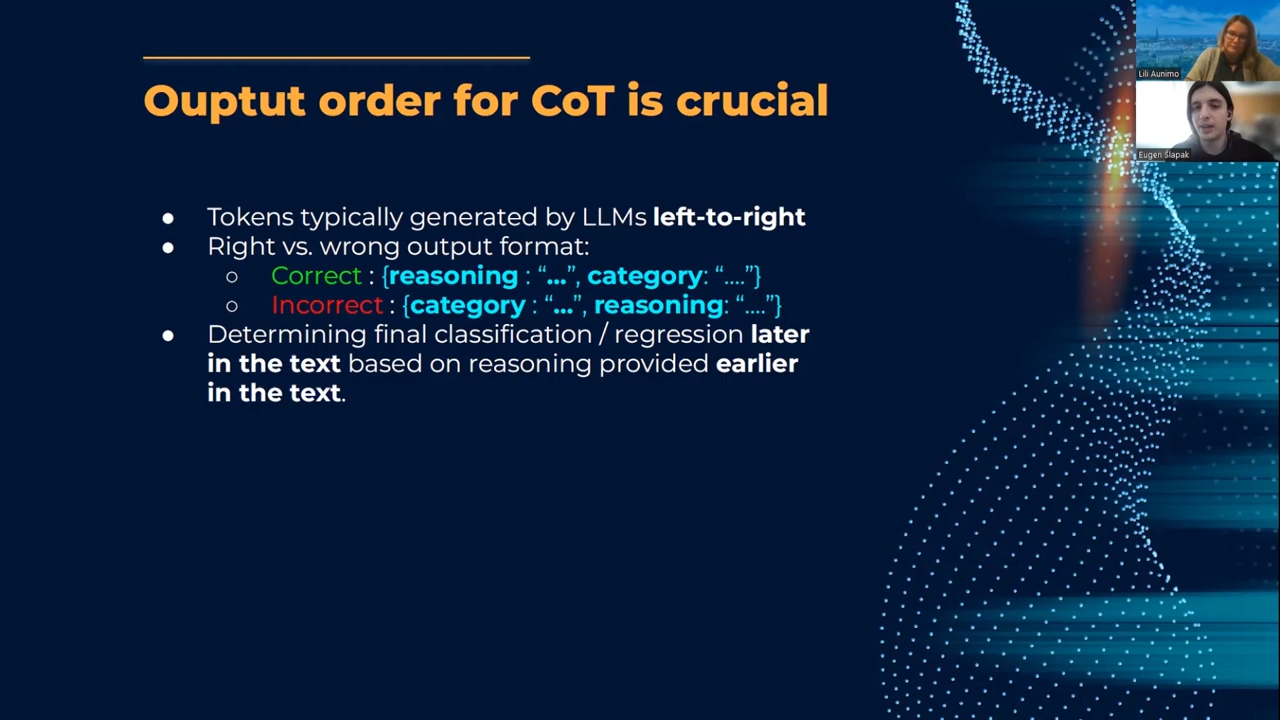 Ouptut order for CoT is crucial
● Tokens typically generated by LLMs left-to-right
● Right vs. wrong output format:
○ Correct : {reasoning : “...”, category: “....”}
○ Incorrect : {category : “...”, reasoning: “....”}
● Determining final classification / regression later
in the text based on reasoning provided earlier
in the text.
Lili Aunimo
Eugen Šlapak